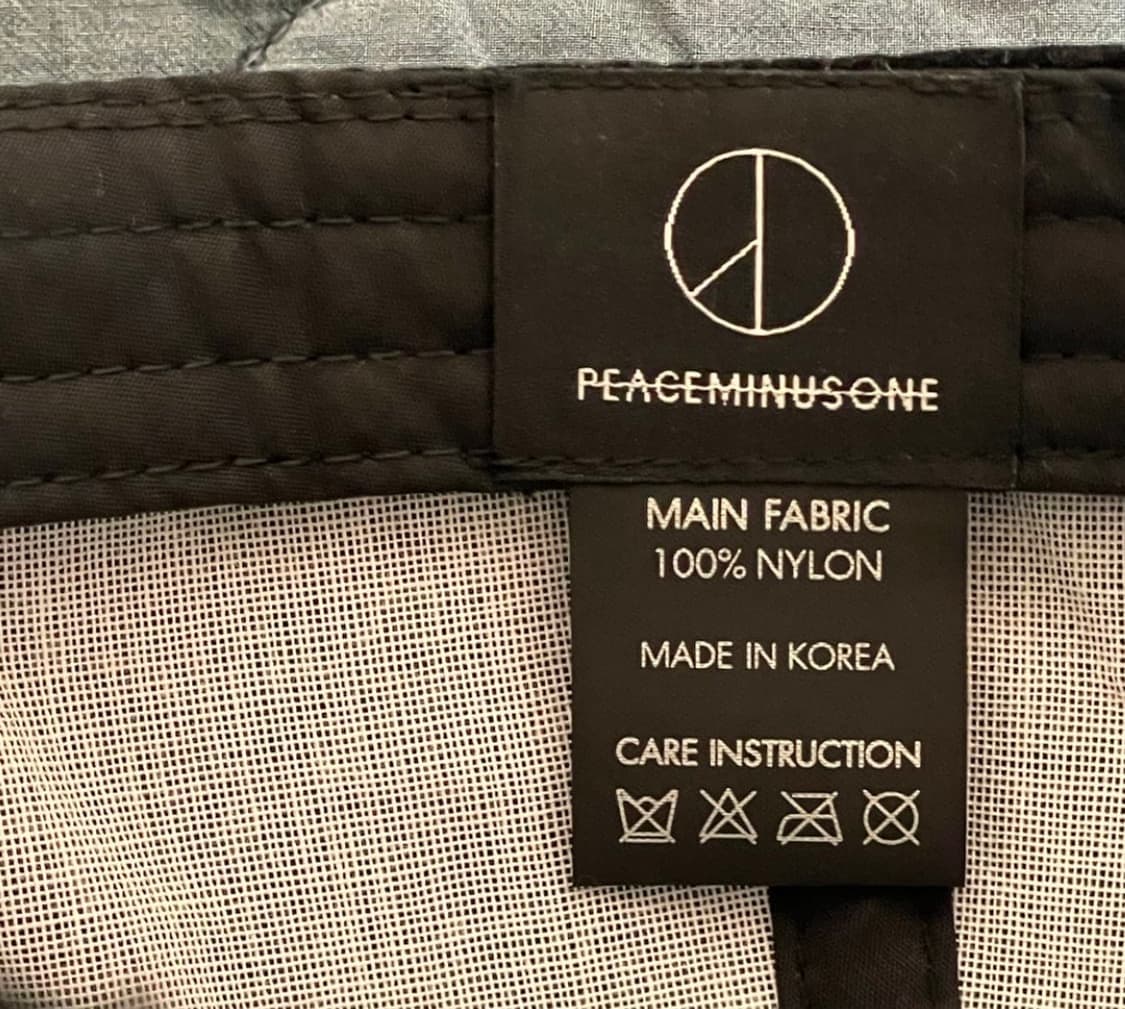 PEACEMINUSONE
MAIN FABRIC
100% NYLON
MADE IN KOREA
CARE INSTRUCTION